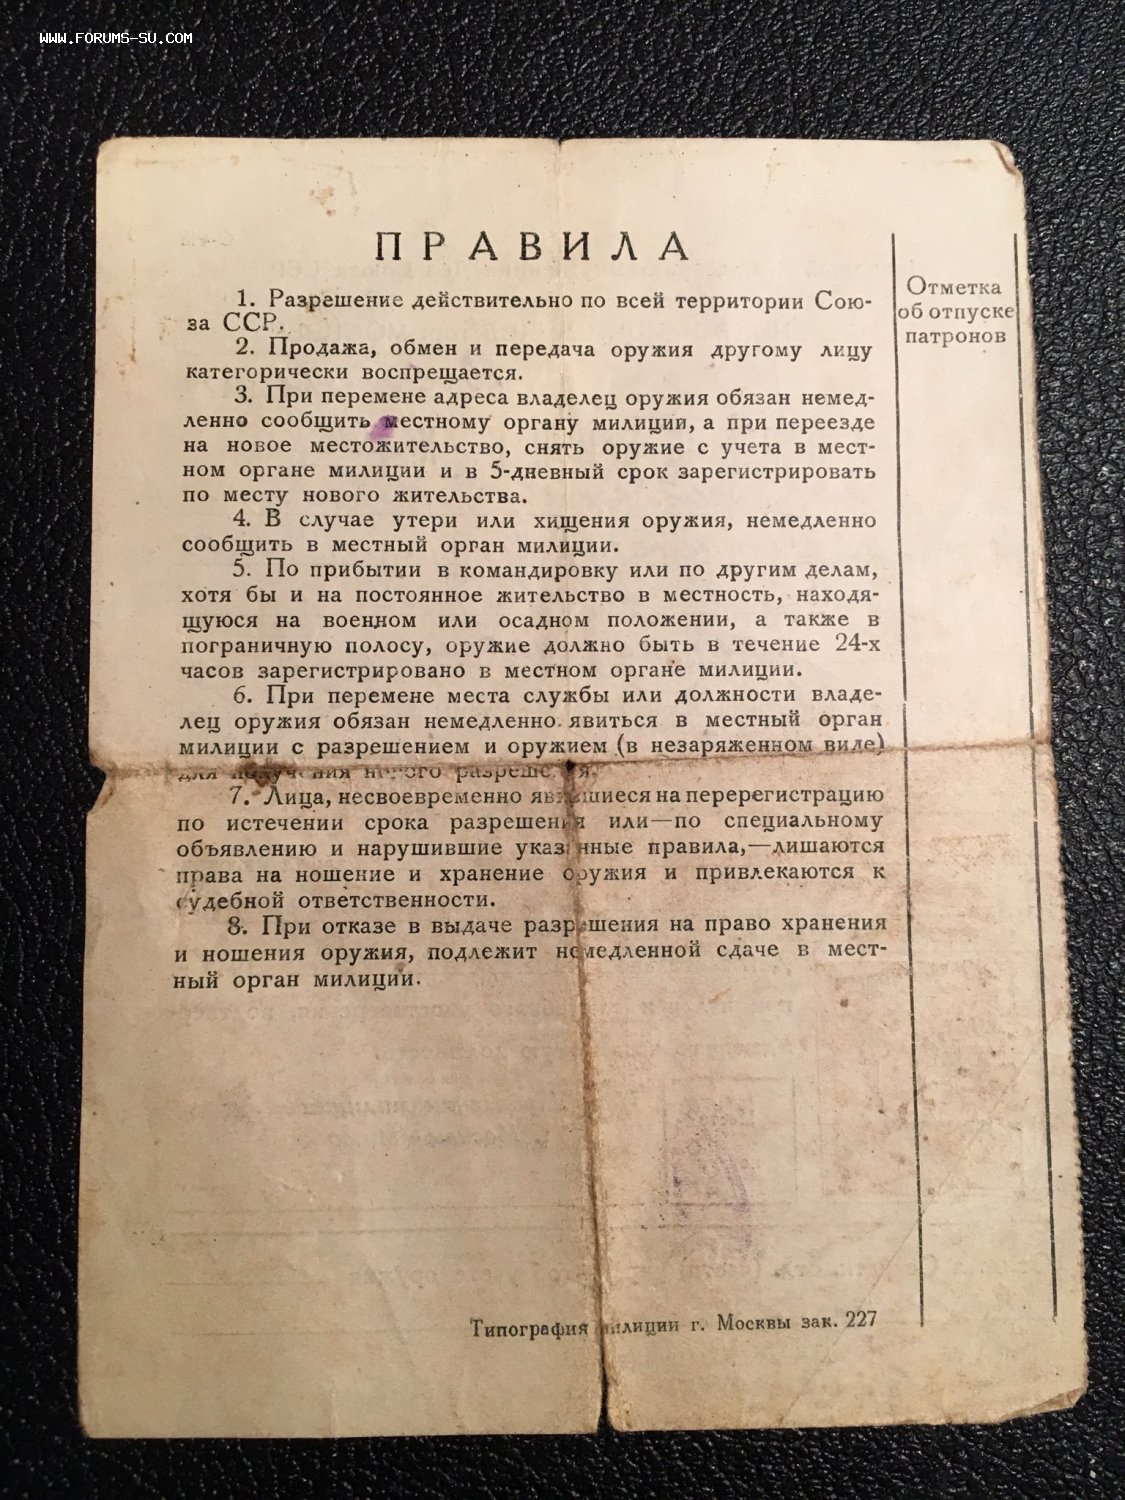 WWW.FORUMS-SU.COM
ПРАВИЛА
1. Разрешение действительно по всей территории Сою-
за ССР.
2. Продажа, обмен и передача оружия другому лицу
категорически воспрещается.
3. При перемене адреса владелец оружия обязан немед-
ленно сообщить местному органу милиции, а при переезде
на новое местожительство, снять оружие с учета в мест-
ном органе милиции и в 5-дневный срок зарегистрировать
по месту нового жительства.
4. В случае утери или хищения оружия, немедленно
сообщить в местный орган милиции.
5. По прибытии в командировку или по другим делам,
хотя бы и на постоянное жительство в местность, находя-
щуюся на военном или осадном положении, а также в
пограничную полосу, оружие должно быть в течение 24-х
часов зарегистрировано в местном органе милиции.
6. При перемене места службы или должности владе-
лец оружия обязан немедленно явиться в местный орган
милиции с разрешением и оружием (в незаряженном виде)
для получения нового разрешения.
7. Лица, несвоевременно явившиеся на перерегистрацию
по истечении срока разрешения или—по специальному
объявлению и нарушившие указанные правила,—лишаются
права на ношение и хранение оружия и привлекаются к
судебной ответственности.
8. При отказе в выдаче разрешения на право хранения
и ношения оружия, подлежит немедленной сдаче в мест-
ный орган милиции.
Типография милиции г. Москвы зак. 227
Отметка
об отпуске
патронов